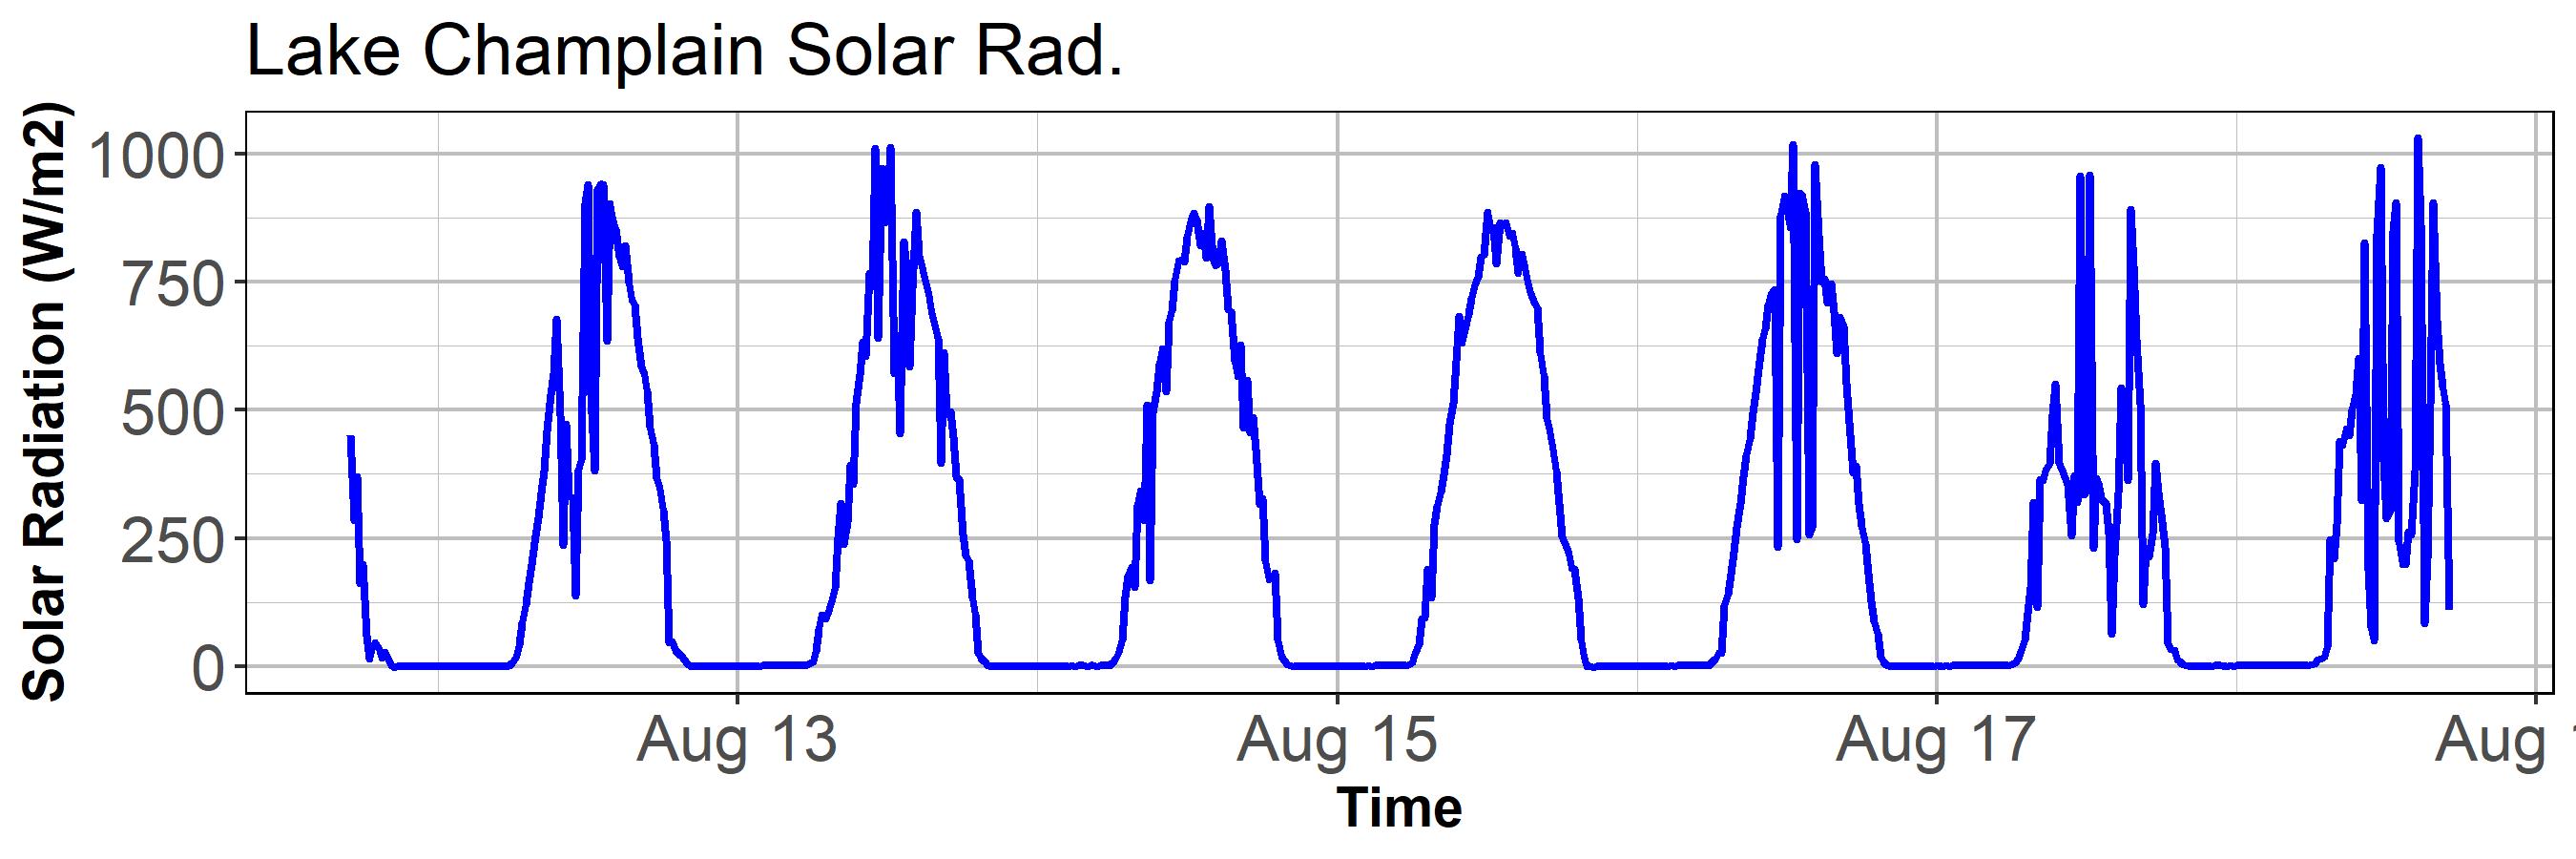 Lake Champlain Solar Rad.
Solar Radiation (W/m2)
1000
750
500
250
0
Aug 13 Aug 15 Aug 17 Aug
Time